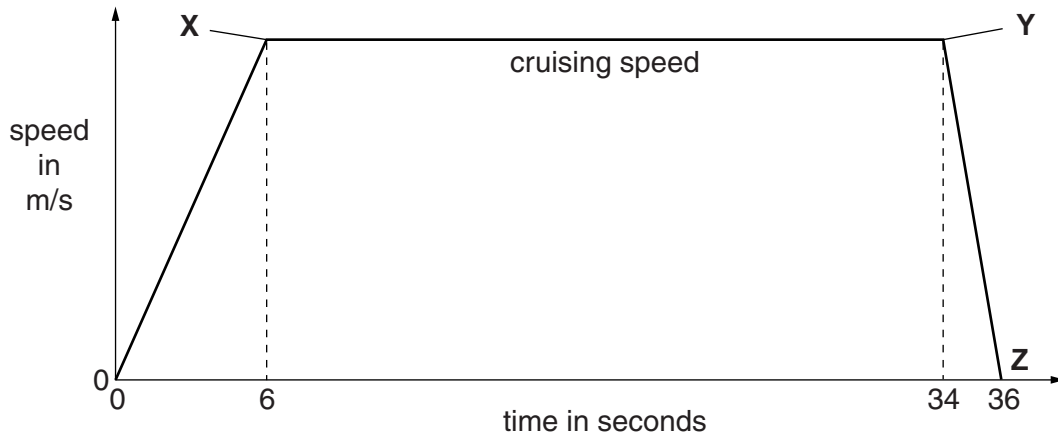 X
Y
cruising speed
speed
in
m/s
Z
0
0
6
34
36
time in seconds